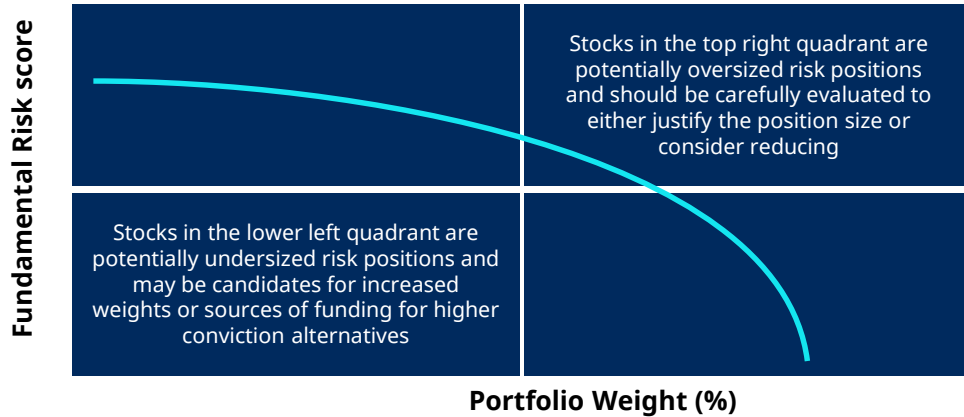 Fundamental Risk score
Stocks in the top right quadrant are
potentially oversized risk positions
and should be carefully evaluated to
either justify the position size or
consider reducing
Stocks in the lower left quadrant are
potentially undersized risk positions and
may be candidates for increased
weights or sources of funding for higher
conviction alternatives
Portfolio Weight (%)